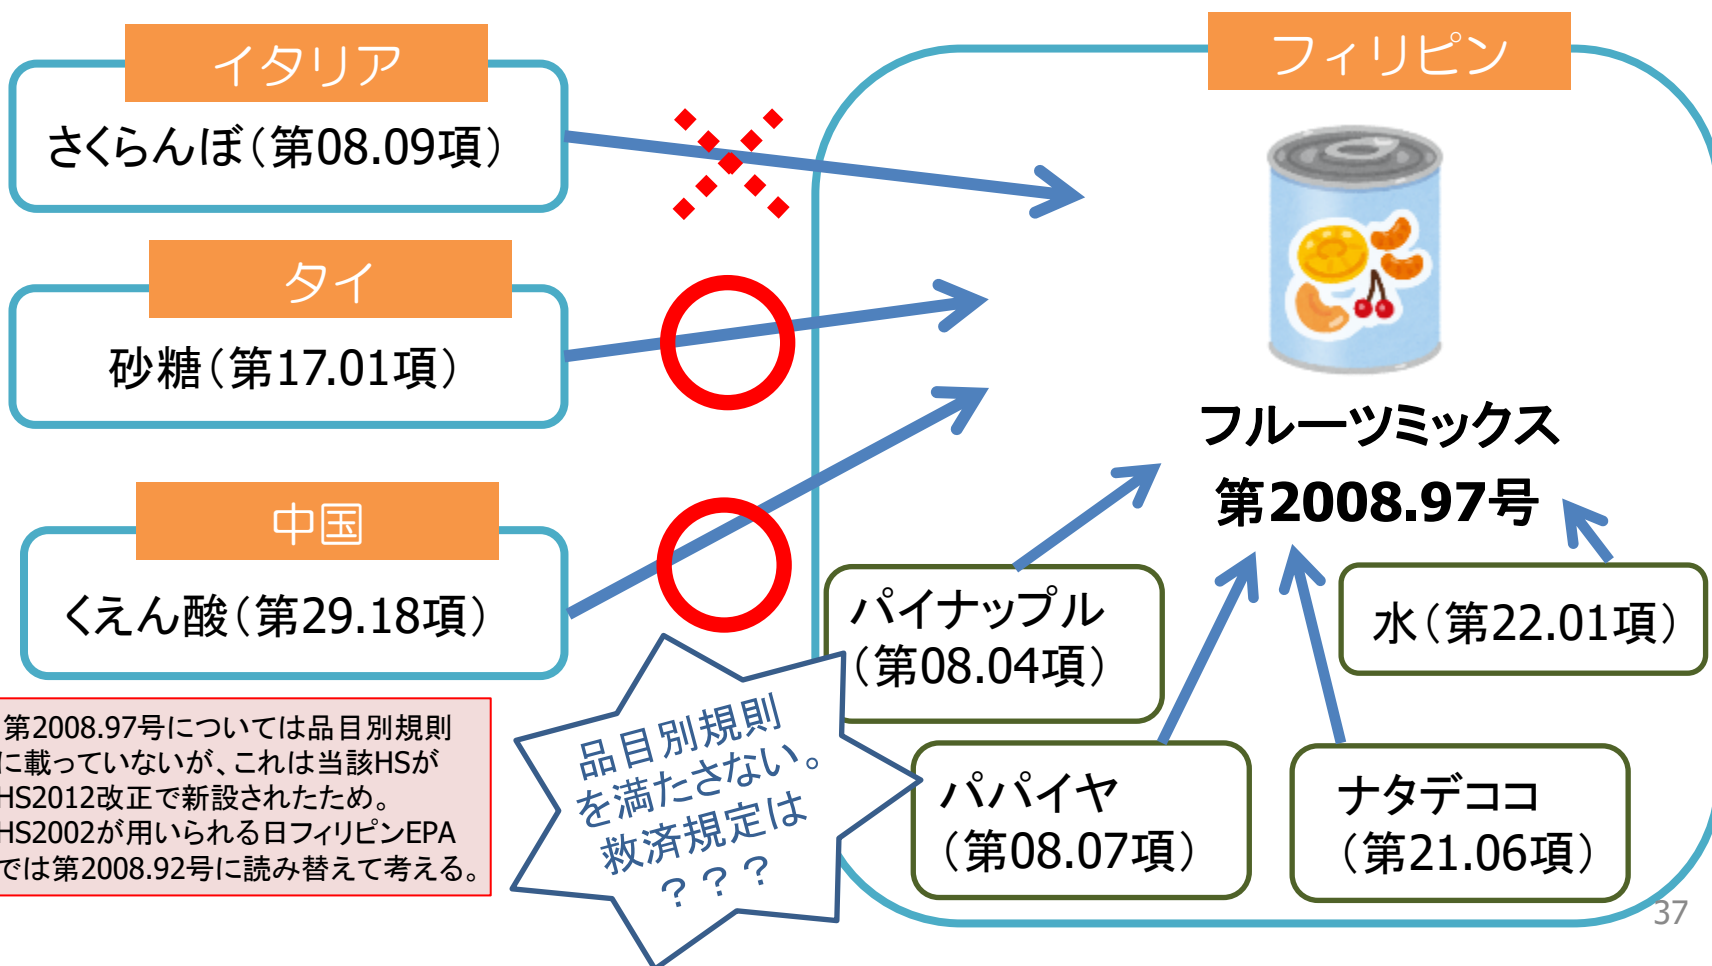 イタリア
さくらんぼ（第08.09項）
タイ
砂糖（第17.01項）
中国
くえん酸（第29.18項）
第2008.97号については品目別規則
に載っていないが、これは当該HSが
HS2012改正で新設されたため。
HS2002が用いられる日フィリピンEPA
では第2008.92号に読み替えて考える。
品目別規則
を満たさない。
救済規定は
？？？
フィリピン
フルーツミックス
第2008.97号
パイナップル
（第08.04項）
水（第22.01項）
パパイヤ
（第08.07項）
ナタデココ
（第21.06項）
37